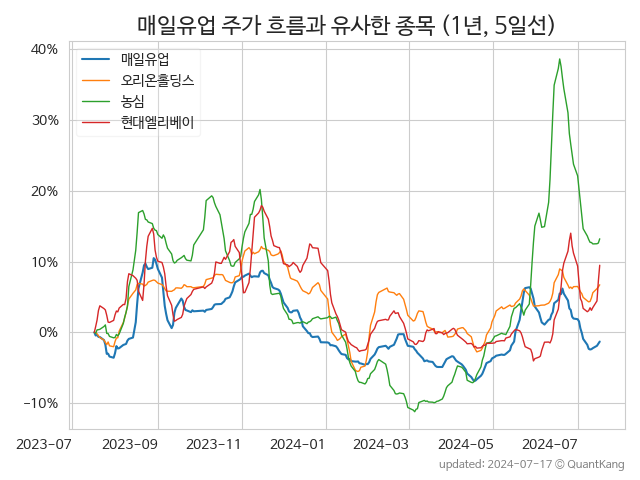 매일유업 주가 흐름과 유사한 종목 (1년, 5일선)
매일유업
오리온홀딩스
농심
현대엘리베이
40%
30%
20%
10%
0%
−10%
2023-07 2023-09 2023-11 2024-01 2024-03 2024-05 2024-07
updated: 2024-07-17 © QuantKang